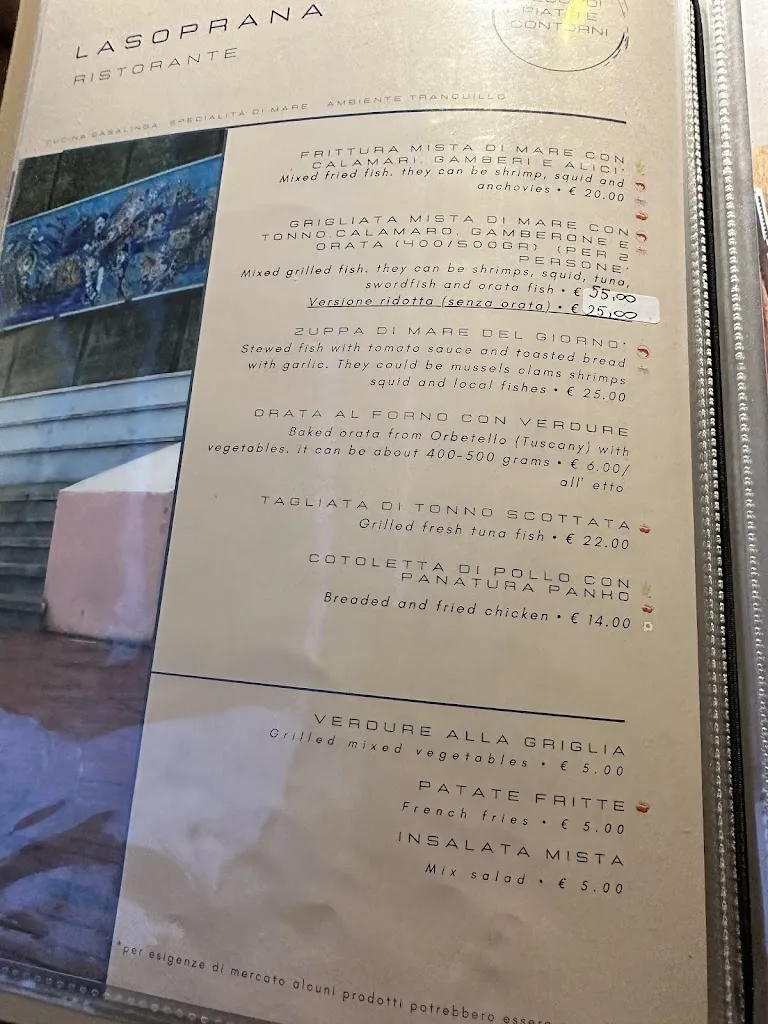 LASOPRANA
RISTORANTE
PIATTI E
CONTORNI
CUCINA CASALINGA SPECIALITÀ DI MARE AMBIENTE TRANQUILLO
FRITTURA MISTA DI MARE CON
CALAMARI, GAMBERI E ALICI*
Mixed fried fish. they can be shrimp, squid and
anchovies • € 20.00
GRIGLIATA MISTA DI MARE CON
TONNO,CALAMARO, GAMBERONE E
ORATA (400/500GR) (PER 2
PERSONE*
Mixed grilled fish. they can be shrimps, squid, tuna,
swordfish and orata fish • € 55,00
Versione ridotta (senza orata) • € 25,00
ZUPPA DI MARE DEL GIORNO*
Stewed fish with tomato sauce and toasted bread
with garlic. They could be mussels clams shrimps
squid and local fishes • € 25.00
ORATA AL FORNO CON VERDURE
Baked orata from Orbetello (Tuscany) with
vegetables. it can be about 400-500 grams • € 6.00/
all' etto
TAGLIATA DI TONNO SCOTTATA
Grilled fresh tuna fish • € 22.00
COTOLETTA DI POLLO CON
PANATURA PANKO
Breaded and fried chicken • € 14.00
VERDURE ALLA GRIGLIA
Grilled mixed vegetables • € 5.00
PATATE FRITTE
French fries • € 5.00
INSALATA MISTA
Mix salad • € 5.00
*per esigenze di mercato alcuni prodotti potrebbero essere